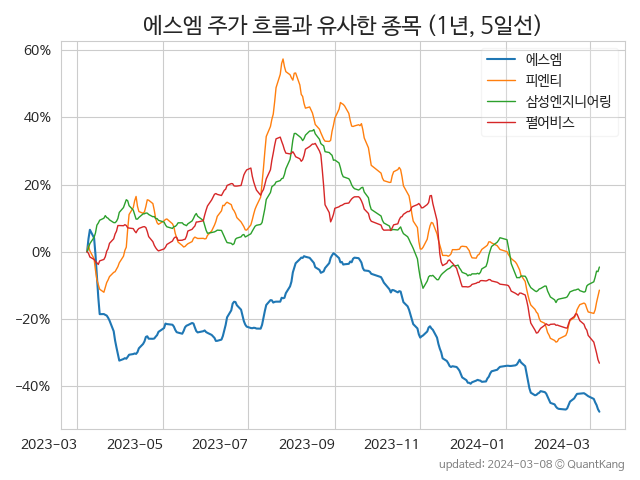 에스엠 주가 흐름과 유사한 종목 (1년, 5일선)
에스엠
피엔티
삼성엔지니어링
펄어비스
60%
40%
20%
0%
−20%
−40%
2023-03 2023-05 2023-07 2023-09 2023-11 2024-01 2024-03
updated: 2024-03-08 © QuantKang